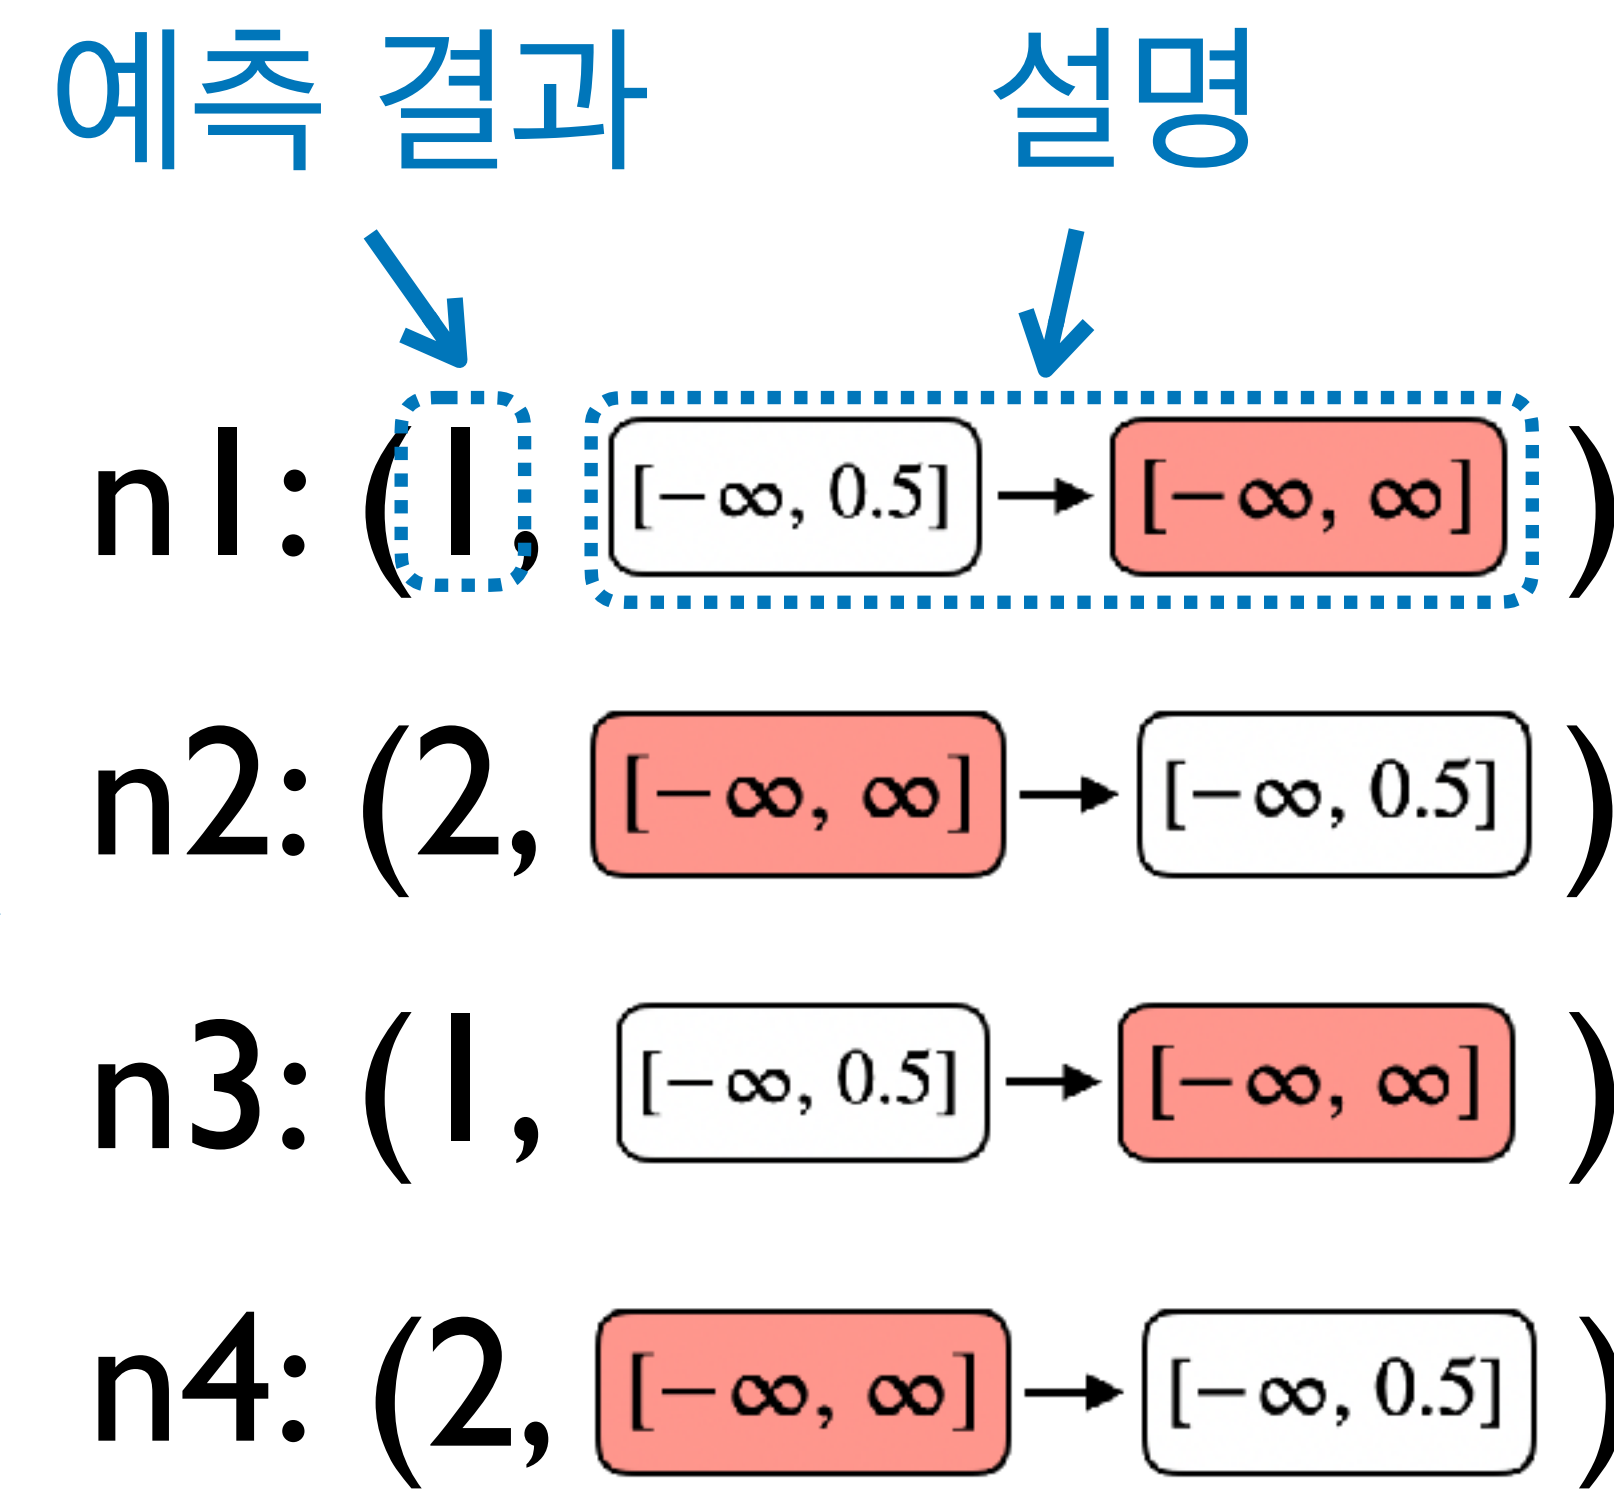 예측 결과 설명
n1: (1, [−∞, 0.5] → [−∞, ∞] )
n2: (2, [−∞, ∞] → [−∞, 0.5] )
n3: (1, [−∞, 0.5] → [−∞, ∞] )
n4: (2, [−∞, ∞] → [−∞, 0.5] )